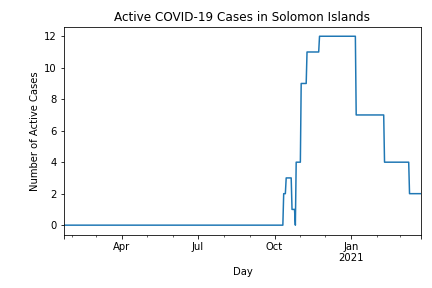 Active COVID-19 Cases in Solomon Islands
12
10
8
6
4
2
0
Number of Active Cases
Apr Jul Oct Jan
2021
Day